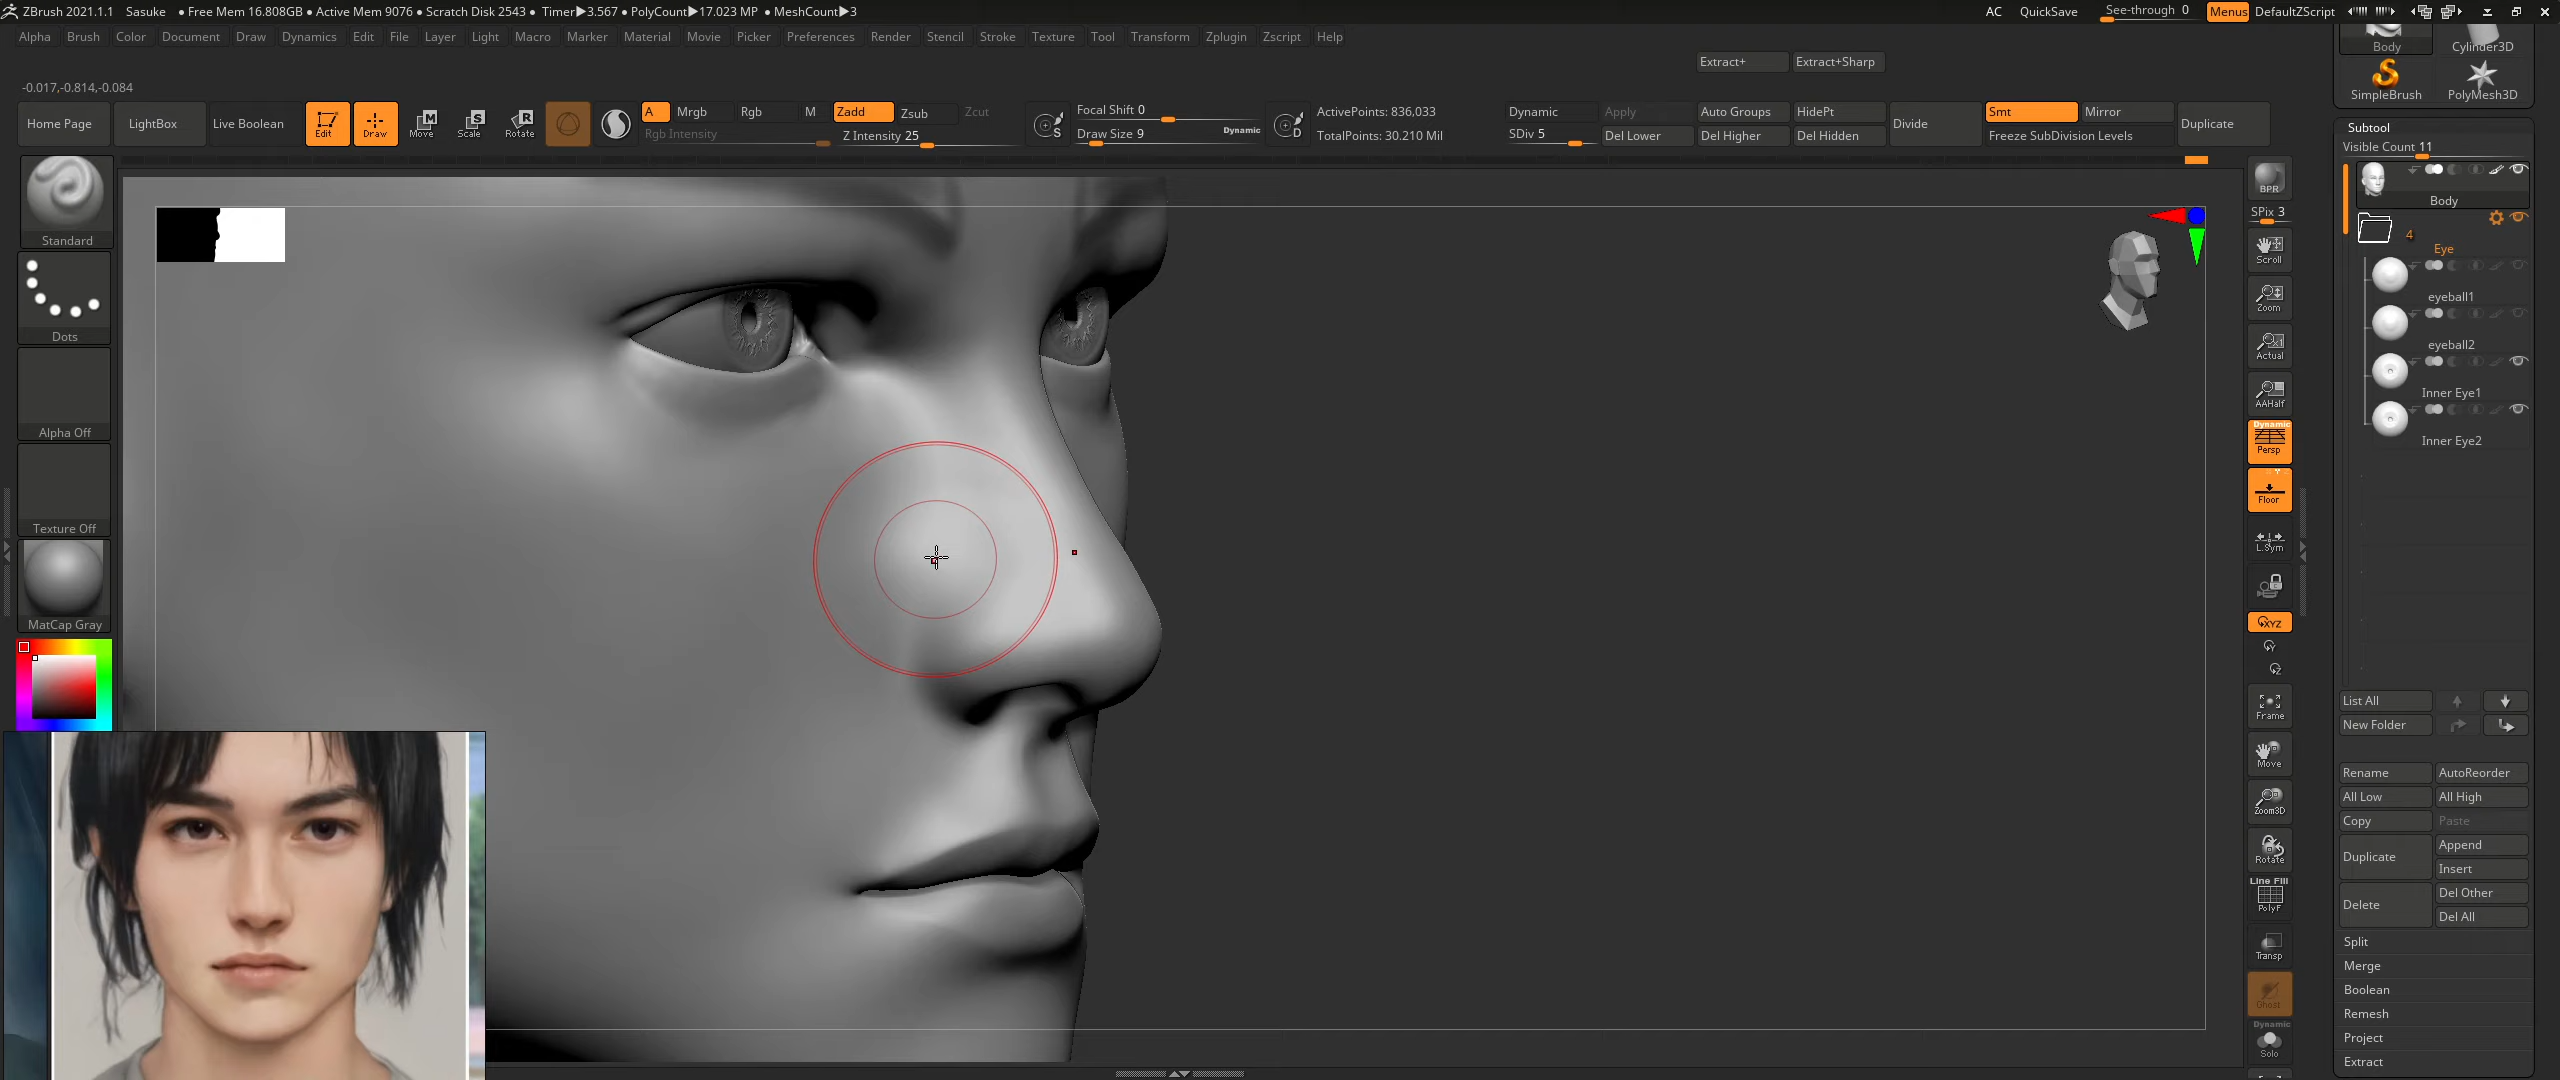 ZBrush 2021.1.1 Sasuke ● Free Mem 16.808GB ● Active Mem 9076 ● Scratch Disk 2543 ● Timer▶3.567 ● PolyCount▶17.023 MP ● MeshCount▶3 AC QuickSave See-through 0 Menus DefaultZScript
Alpha Brush Color Document Draw Dynamics Edit File Layer Light Macro Marker Material Movie Picker Preferences Render Stencil Stroke Texture Tool Transform Zplugin Zscript Help
Extract+ Extract+Sharp
-0.017,-0.814,-0.084
Home Page LightBox Live Boolean Edit Draw Move Scale Rotate
A Mrgb Rgb M Zadd Zsub Zcut
Rgb Intensity Z Intensity 25
Focal Shift 0
Draw Size 9 Dynamic
ActivePoints: 836,033
TotalPoints: 30.210 Mil
Dynamic Apply Auto Groups HidePt
SDiv 5 Del Lower Del Higher Del Hidden
Divide
Smt Mirror
Freeze SubDivision Levels
Duplicate
Standard
Dots
Alpha Off
Texture Off
MatCap Gray
BPR
SPix 3
Scroll
Zoom
Actual
AAHalf
Dynamic
Persp
Floor
L.Sym
XYZ
Y
Z
Frame
Move
Zoom3D
Rotate
Line Fill
PolyF
Transp
Ghost
Dynamic
Solo
Body Cylinder3D
SimpleBrush PolyMesh3D
Subtool
Visible Count 11
Body
4
Eye
eyeball1
eyeball2
Inner Eye1
Inner Eye2
List All
New Folder
Rename AutoReorder
All Low All High
Copy Paste
Duplicate Append
Insert
Delete Del Other
Del All
Split
Merge
Boolean
Remesh
Project
Extract